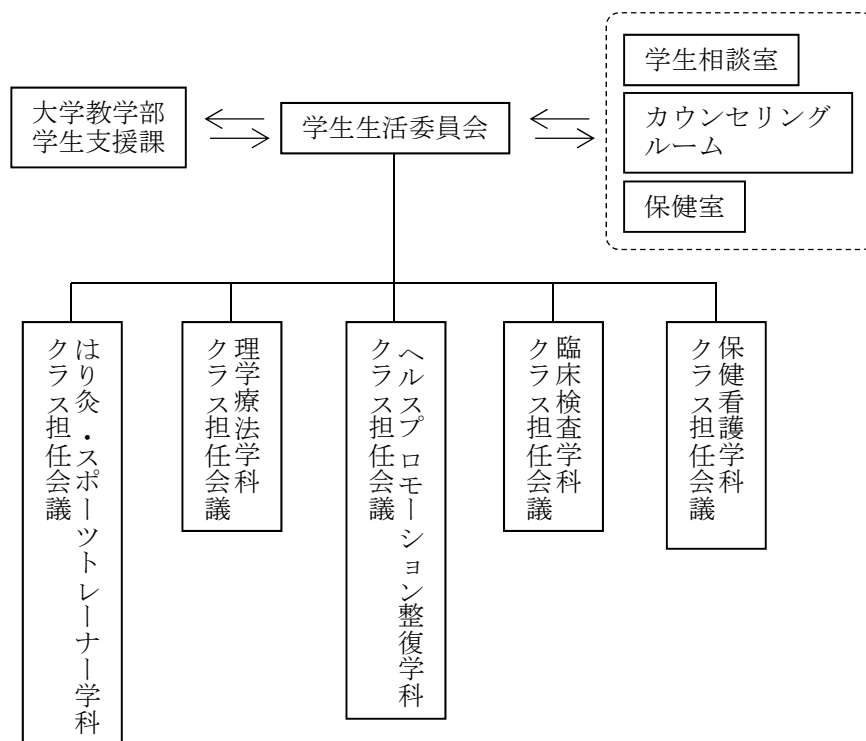 大学教学部
学生支援課
学生生活委員会
学生相談室
カウンセリング
ルーム
保健室
はり灸・スポーツトレーナー学科
クラス担任会議
理学療法学科
クラス担任会議
ヘルスプロモーション整復学科
クラス担任会議
臨床検査学科
クラス担任会議
保健看護学科
クラス担任会議